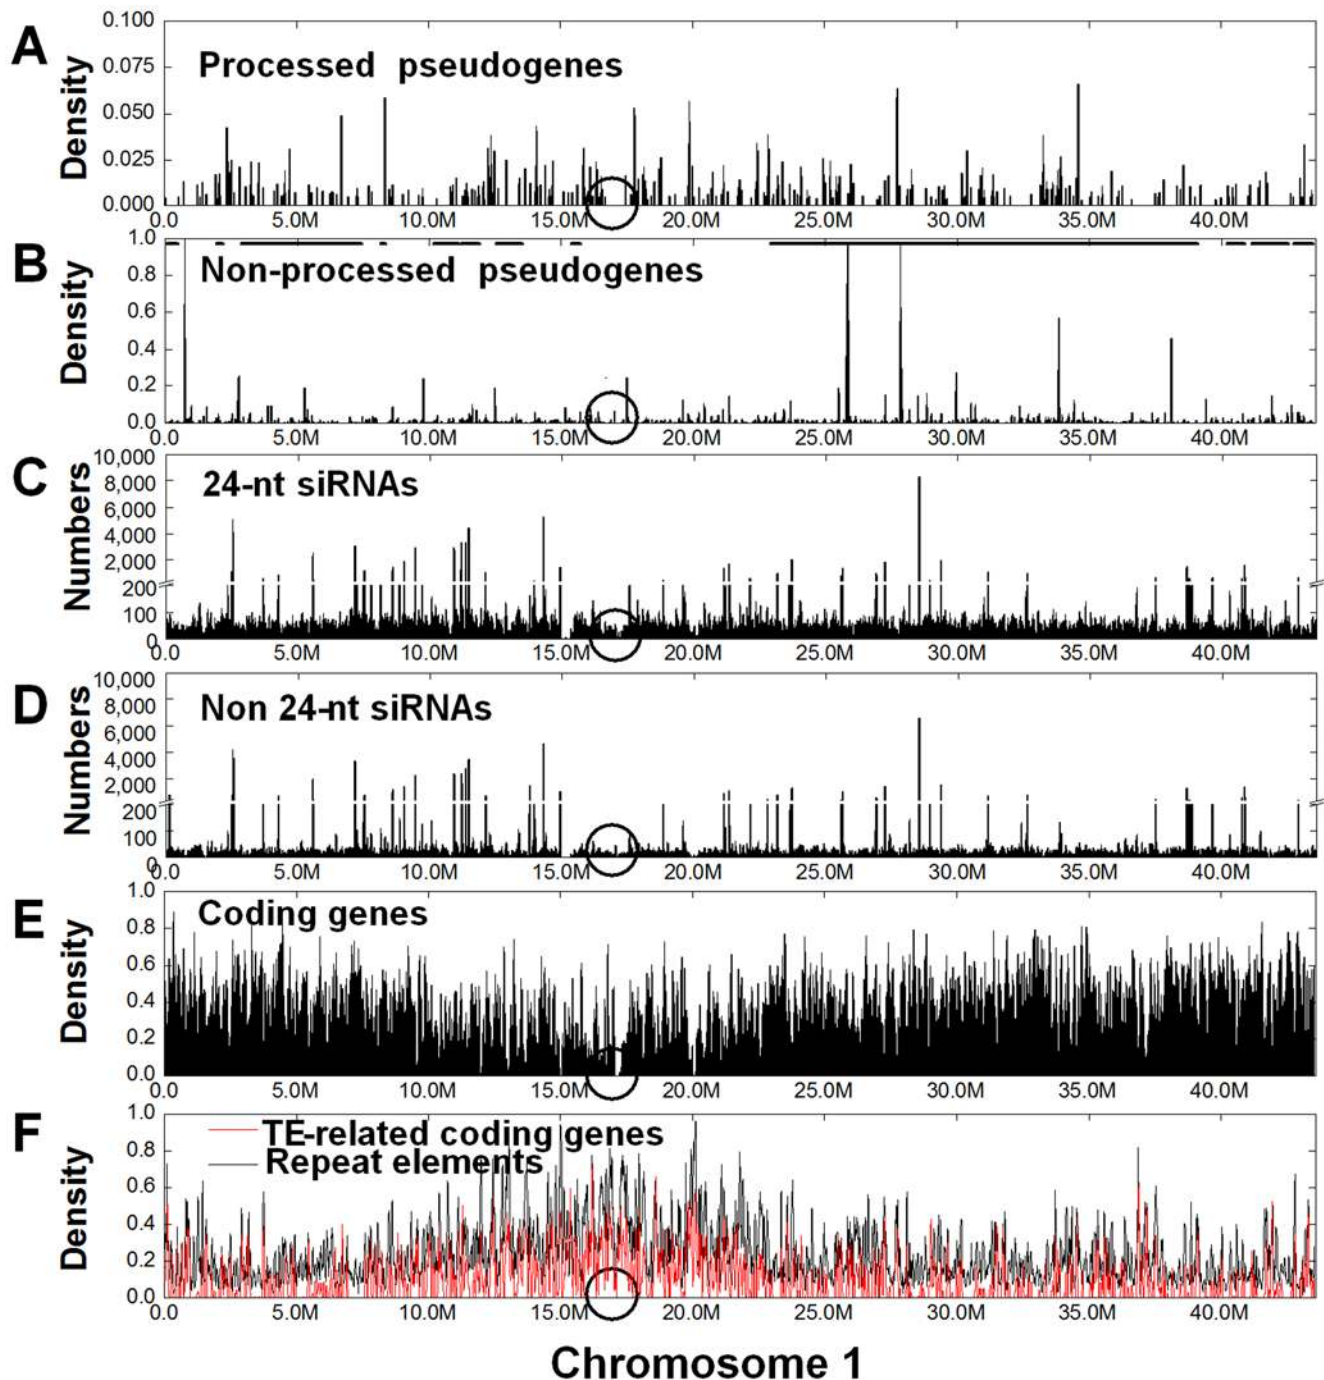 A
Density
0.100
0.075
0.050
0.025
0.000
Processed pseudogenes
0.0 5.0M 10.0M 15.0M 20.0M 25.0M 30.0M 35.0M 40.0M
B
Density
1.0
0.8
0.6
0.4
0.2
0.0
Non-processed pseudogenes
0.0 5.0M 10.0M 15.0M 20.0M 25.0M 30.0M 35.0M 40.0M
C
Numbers
10,000
8,000
6,000
4,000
2,000
200
100
0
24-nt siRNAs
0.0 5.0M 10.0M 15.0M 20.0M 25.0M 30.0M 35.0M 40.0M
D
Numbers
10,000
8,000
6,000
4,000
2,000
200
100
0
Non 24-nt siRNAs
0.0 5.0M 10.0M 15.0M 20.0M 25.0M 30.0M 35.0M 40.0M
E
Density
1.0
0.8
0.6
0.4
0.2
0.0
Coding genes
0.0 5.0M 10.0M 15.0M 20.0M 25.0M 30.0M 35.0M 40.0M
F
Density
1.0
0.8
0.6
0.4
0.2
0.0
TE-related coding genes
Repeat elements
0.0 5.0M 10.0M 15.0M 20.0M 25.0M 30.0M 35.0M 40.0M
Chromosome 1